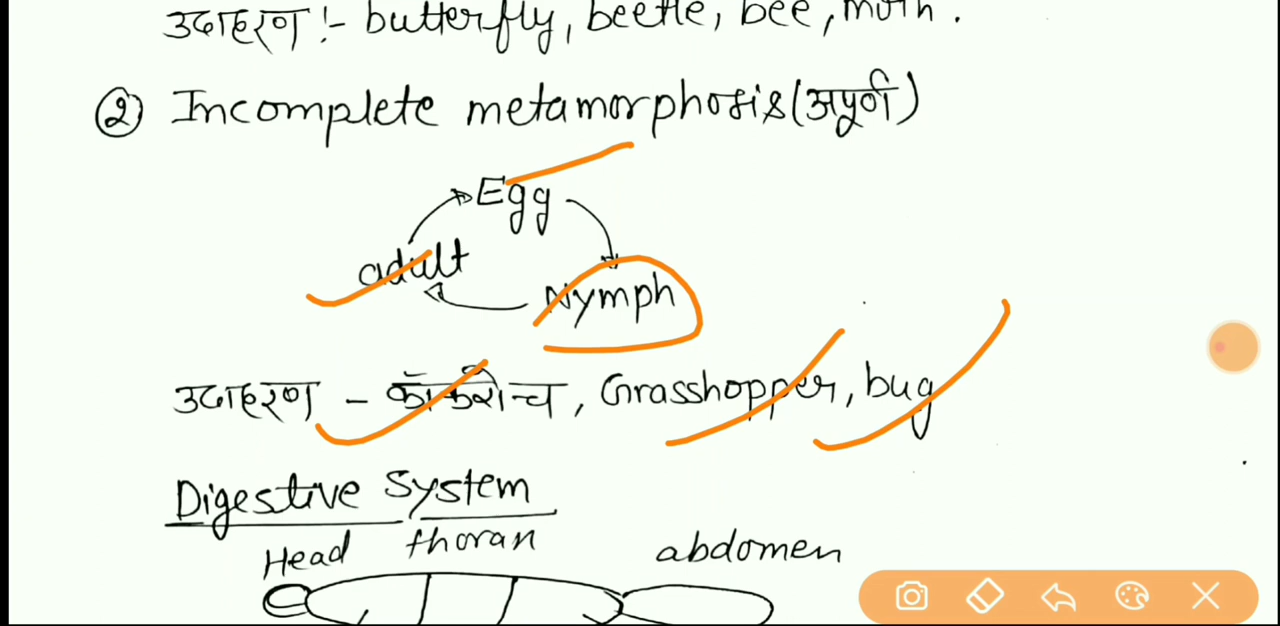 उदाहरण :- butterfly, beetle, bee, moth.
② Incomplete metamorphosis (अपूर्ण)
Egg
adult
Nymph
उदाहरण - कॉकरोच, Grasshopper, bug
Digestive System
Head thoran abdomen